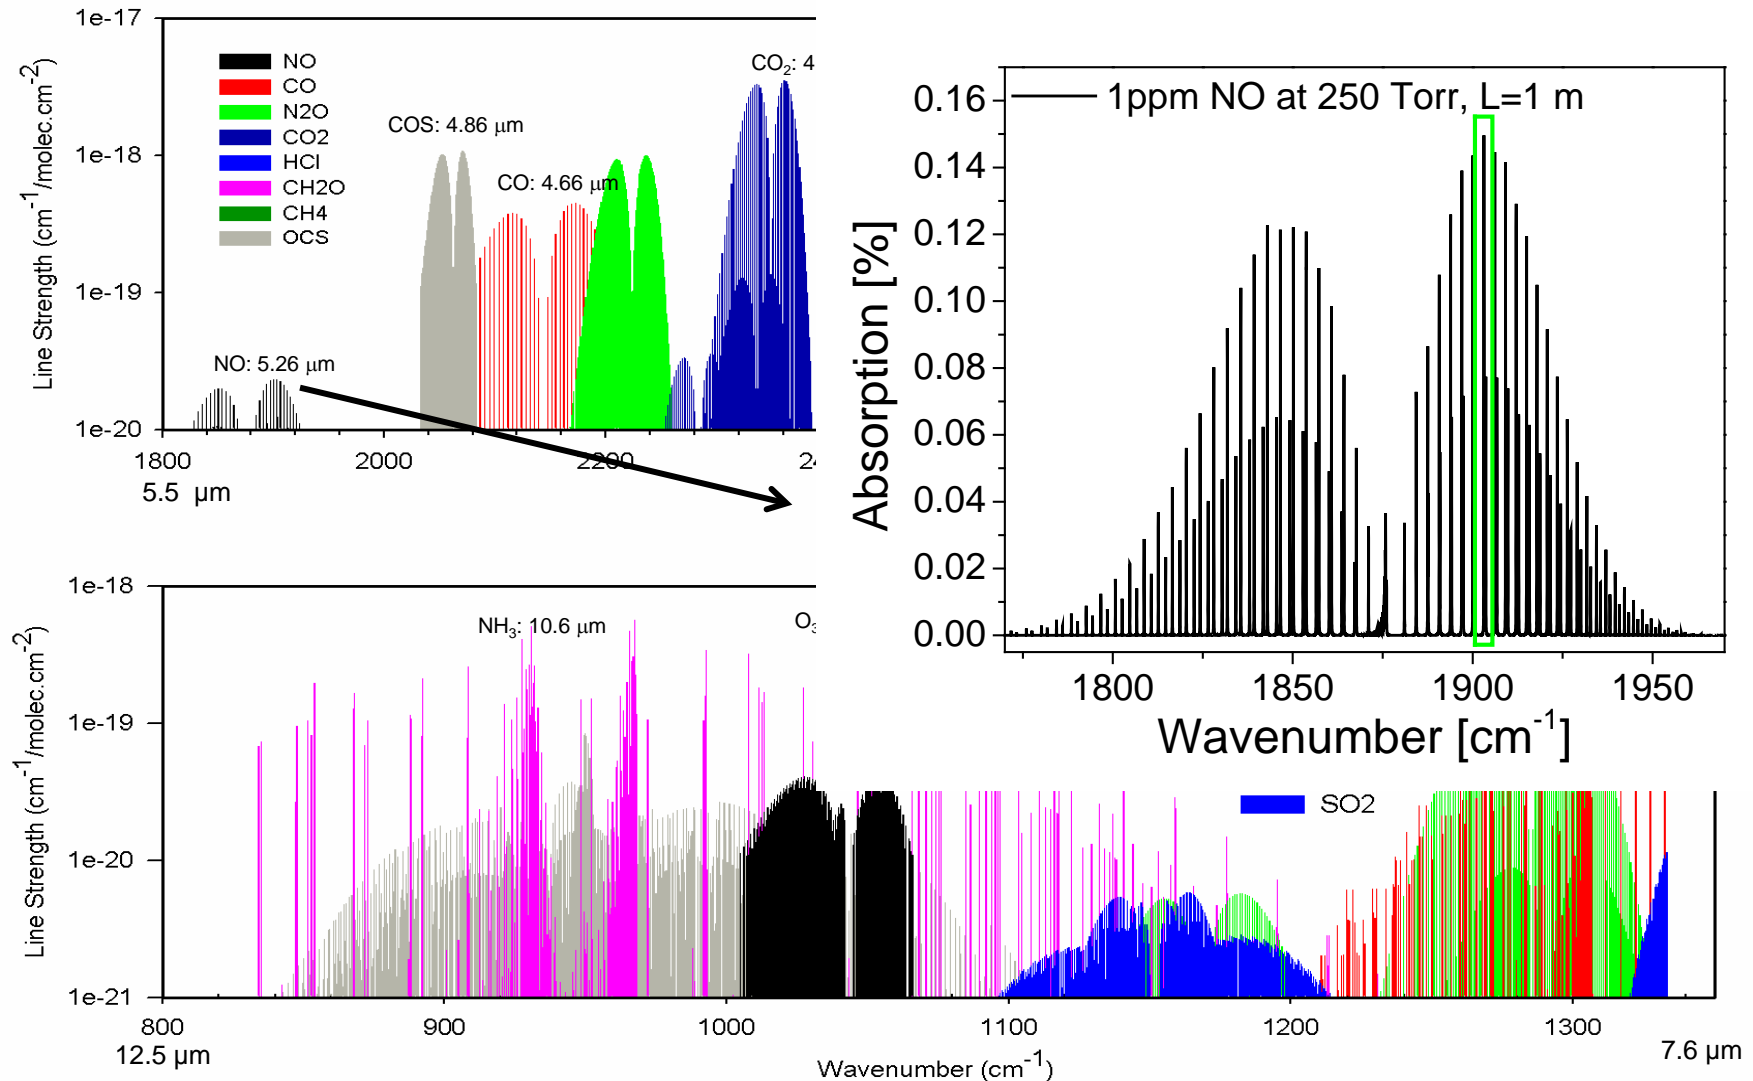 1e-17
1e-18
1e-19
1e-20
Line Strength (cm-1/molec.cm-2)
NO
CO
N2O
CO2
HCl
CH2O
CH4
OCS
CO2: 4
COS: 4.86 µm
CO: 4.66 µm
NO: 5.26 µm
1800 2000 2200 24
5.5 µm
1ppm NO at 250 Torr, L=1 m
0.16
0.14
0.12
0.10
0.08
0.06
0.04
0.02
0.00
Absorption [%]
1800 1850 1900 1950
Wavenumber [cm-1]
1e-18
1e-19
1e-20
1e-21
Line Strength (cm-1/molec.cm-2)
NH3: 10.6 µm
O3
SO2
800 900 1000 1100 1200 1300
12.5 µm
7.6 µm
Wavenumber (cm-1)